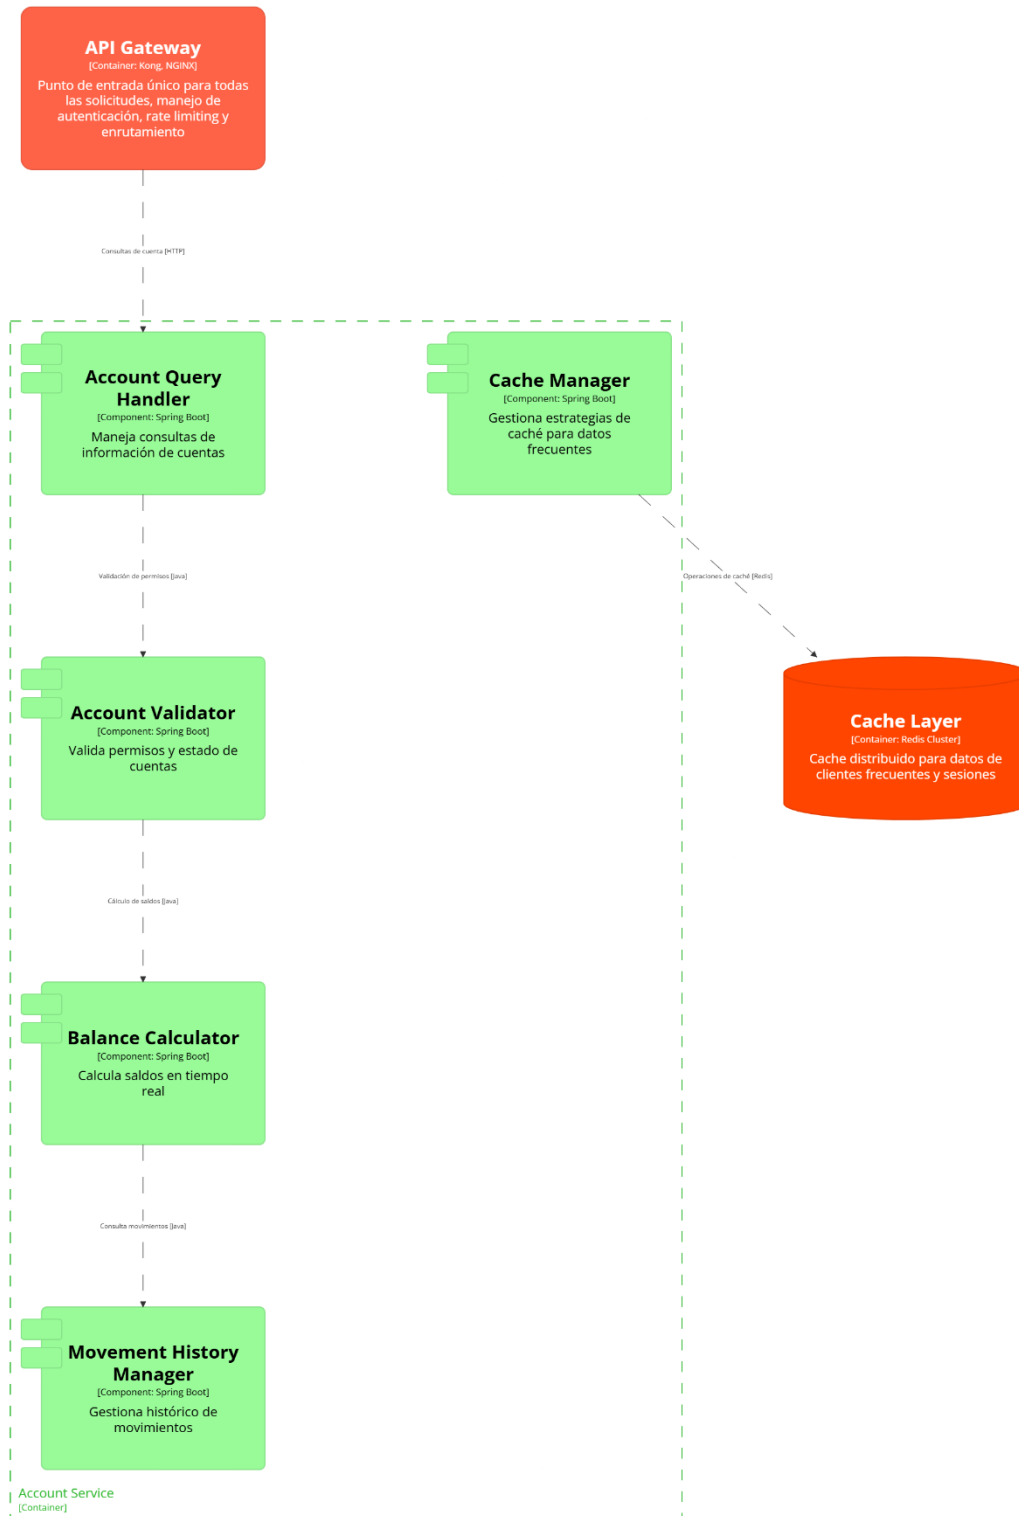 API Gateway
[Container: Kong, NGINX]
Punto de entrada único para todas
las solicitudes, manejo de
autenticación, rate limiting y
enrutamiento
Consultas de cuenta [HTTP]
Account Query
Handler
[Component: Spring Boot]
Maneja consultas de
información de cuentas
Cache Manager
[Component: Spring Boot]
Gestiona estrategias de
caché para datos
frecuentes
Validación de permisos [Java]
Operaciones de caché [Redis]
Account Validator
[Component: Spring Boot]
Valida permisos y estado de
cuentas
Cache Layer
[Container: Redis Cluster]
Cache distribuido para datos de
clientes frecuentes y sesiones
Cálculo de saldos [Java]
Balance Calculator
[Component: Spring Boot]
Calcula saldos en tiempo
real
Consulta movimientos [Java]
Movement History
Manager
[Component: Spring Boot]
Gestiona histórico de
movimientos
Account Service
[Container]